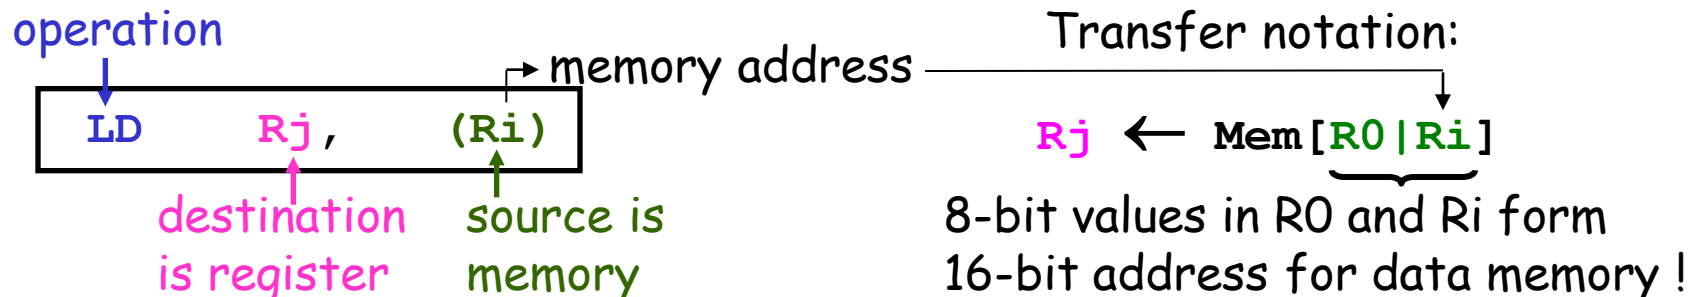 operation
memory address
Transfer notation:
LD Rj, (Ri)
Rj ← Mem[R0|Ri]
destination
is register
source is
memory
8-bit values in R0 and Ri form
16-bit address for data memory !